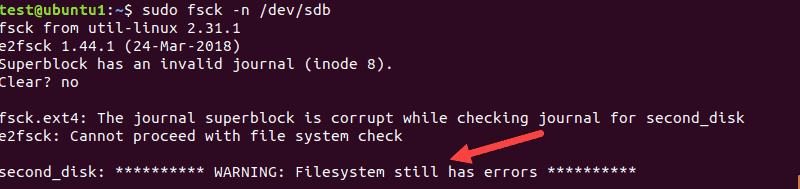 test@ubuntu1:~$ sudo fsck -n /dev/sdb
fsck from util-linux 2.31.1
e2fsck 1.44.1 (24-Mar-2018)
Superblock has an invalid journal (inode 8).
Clear? no
fsck.ext4: The journal superblock is corrupt while checking journal for second_disk
e2fsck: Cannot proceed with file system check
second_disk: ********** WARNING: Filesystem still has errors **********